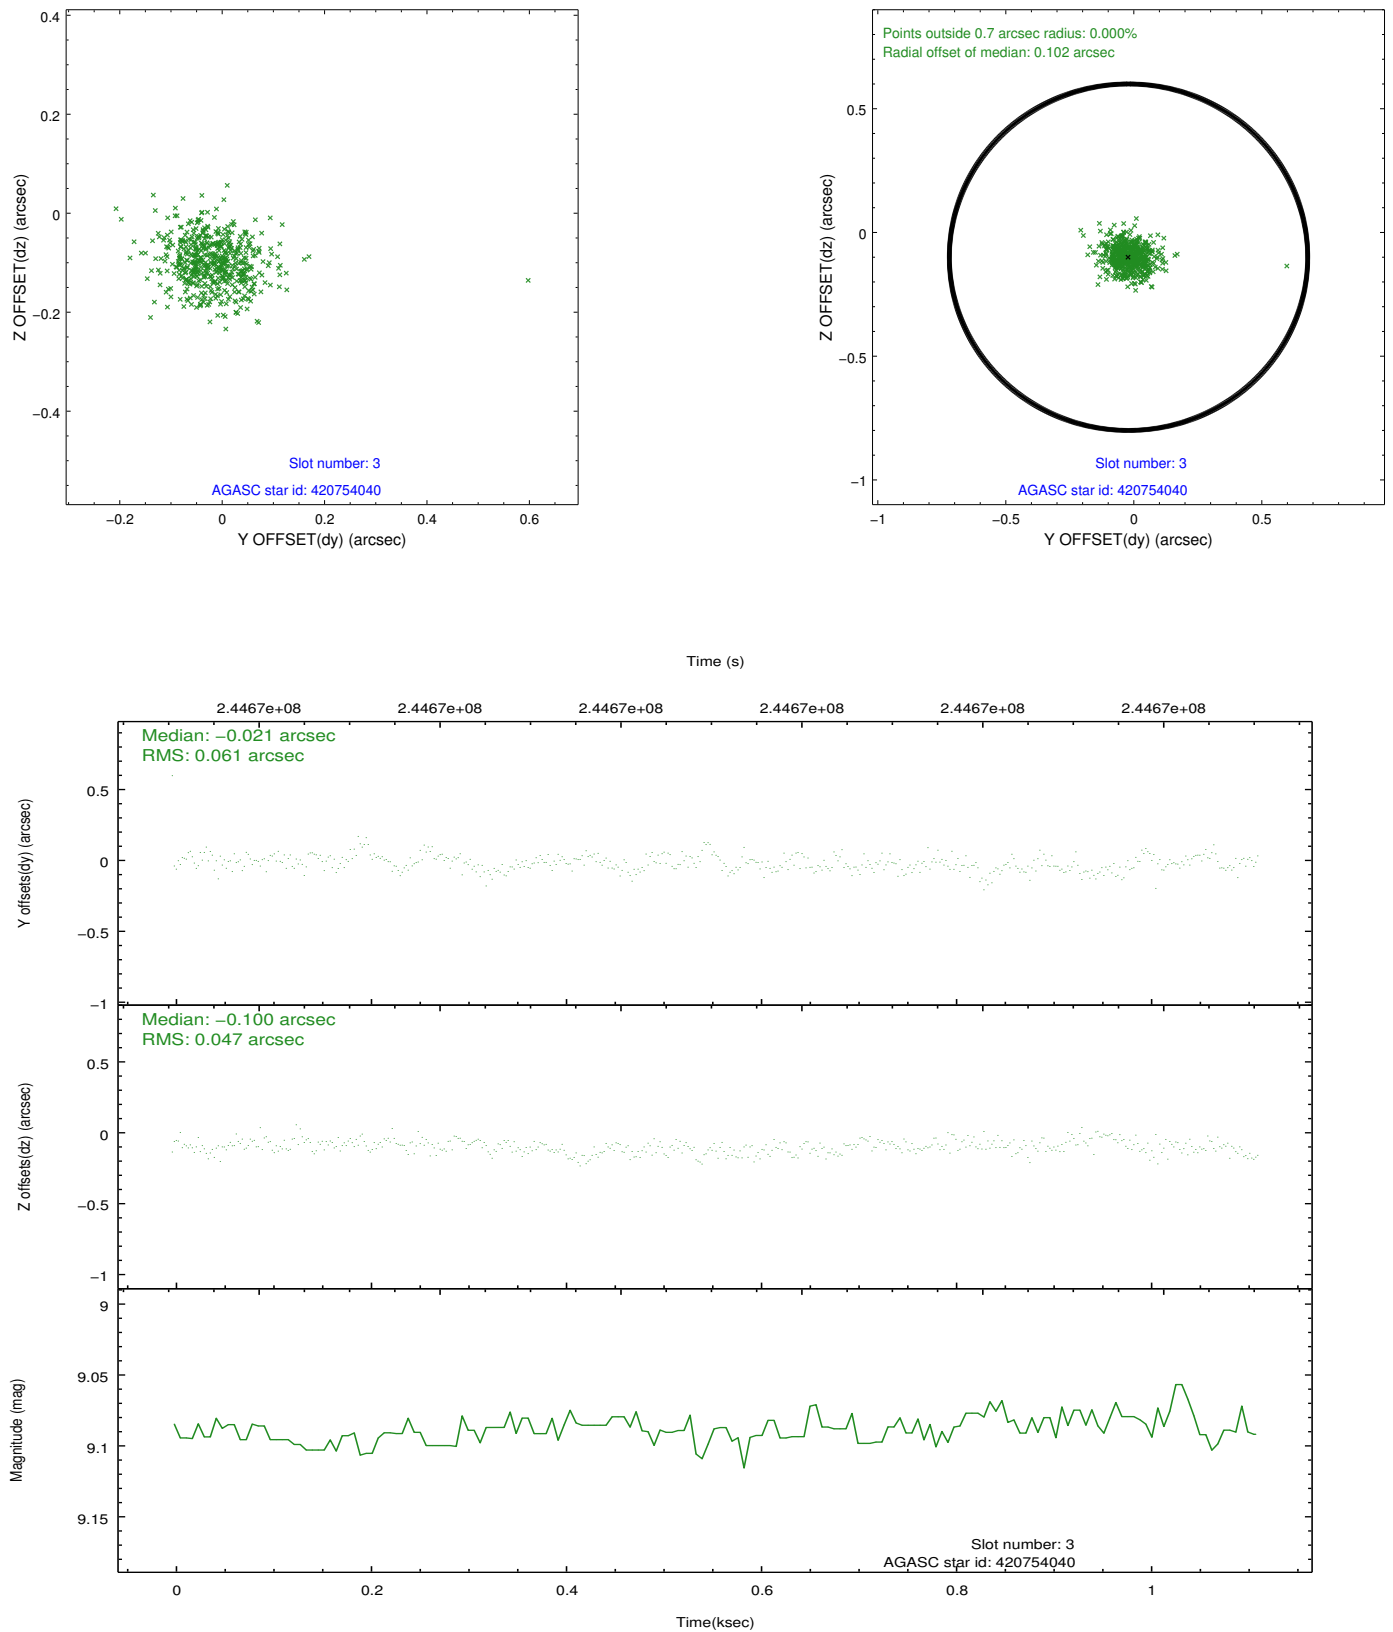 0.4
0.2
0
−0.2
−0.4
Z OFFSET(dz) (arcsec)
Slot number: 3
AGASC star id: 420754040
−0.2 0 0.2 0.4 0.6
Y OFFSET(dy) (arcsec)
Points outside 0.7 arcsec radius: 0.000%
Radial offset of median: 0.102 arcsec
0.5
0
−0.5
−1
Z OFFSET(dz) (arcsec)
Slot number: 3
AGASC star id: 420754040
−1 −0.5 0 0.5
Y OFFSET(dy) (arcsec)
Time (s)
2.4467e+08 2.4467e+08 2.4467e+08 2.4467e+08 2.4467e+08 2.4467e+08
Median: −0.021 arcsec
RMS: 0.061 arcsec
0.5
0
−0.5
−1
Y offsets(dy) (arcsec)
Median: −0.100 arcsec
RMS: 0.047 arcsec
0.5
0
−0.5
−1
Z offsets(dz) (arcsec)
9
9.05
9.1
9.15
Magnitude (mag)
Slot number: 3
AGASC star id: 420754040
0 0.2 0.4 0.6 0.8 1
Time(ksec)